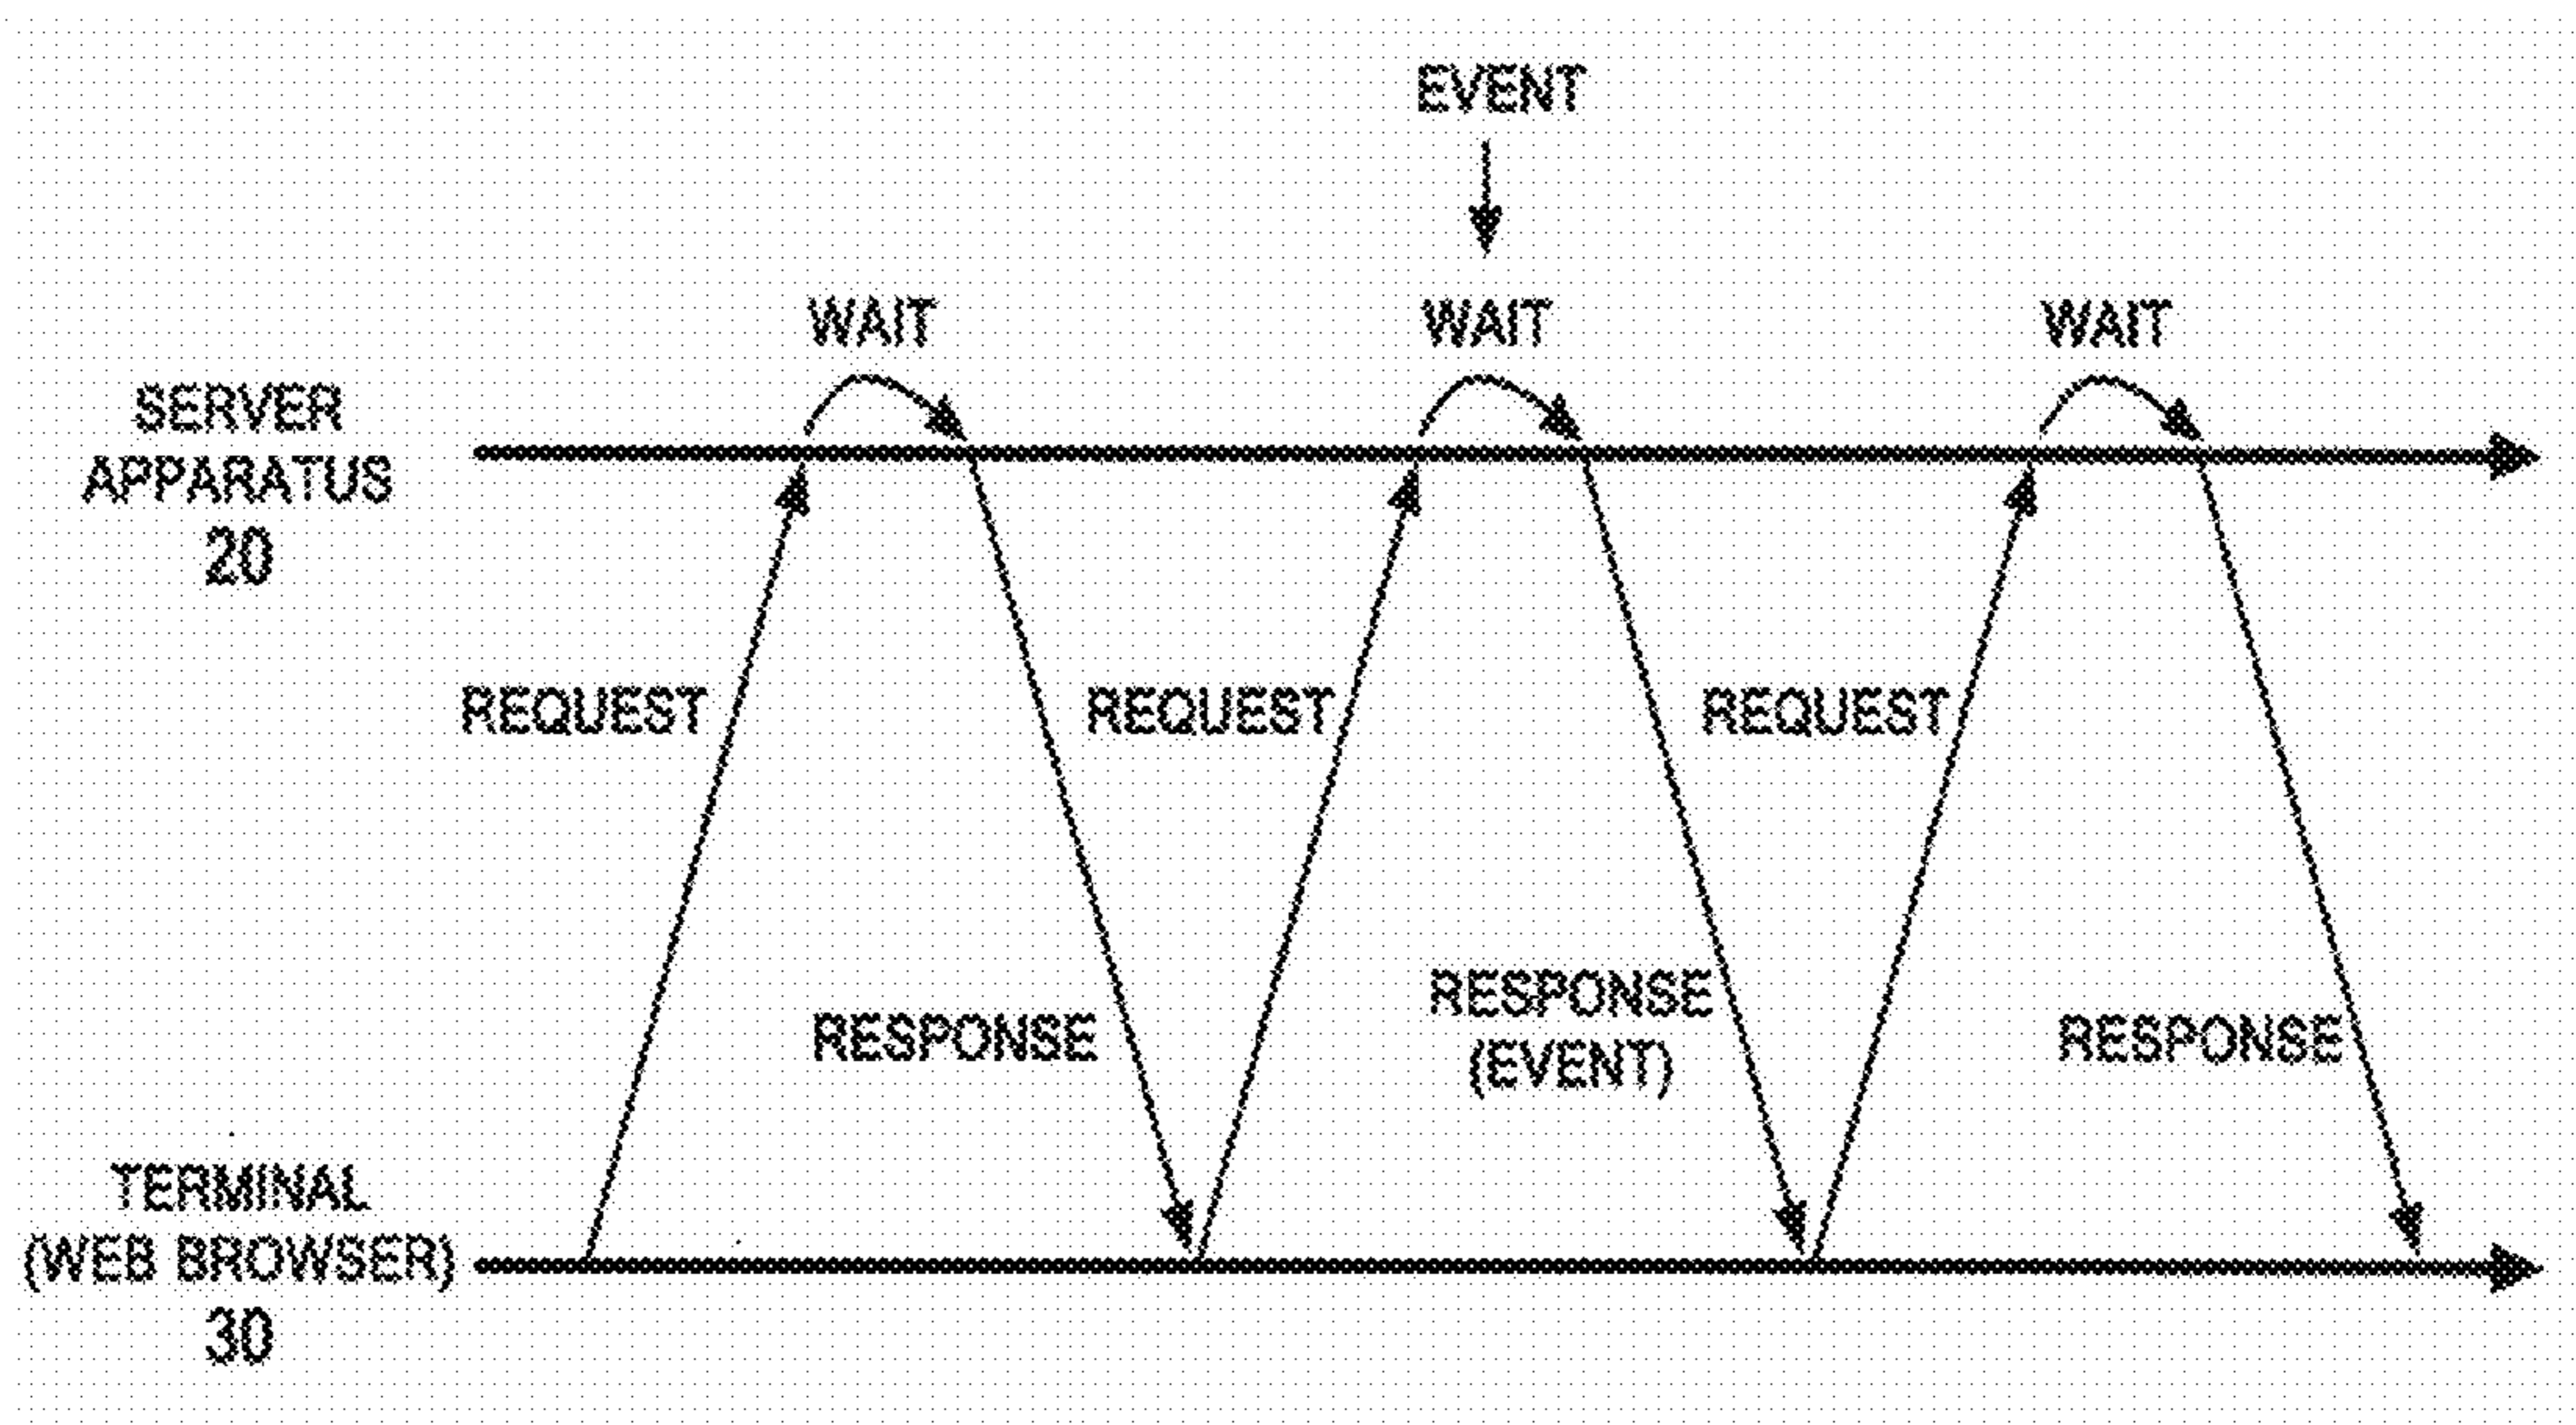 EVENT
WAIT
WAIT
WAIT
SERVER
APPARATUS
20
REQUEST
REQUEST
REQUEST
RESPONSE
RESPONSE
(EVENT)
RESPONSE
TERMINAL
(WEB BROWSER)
30